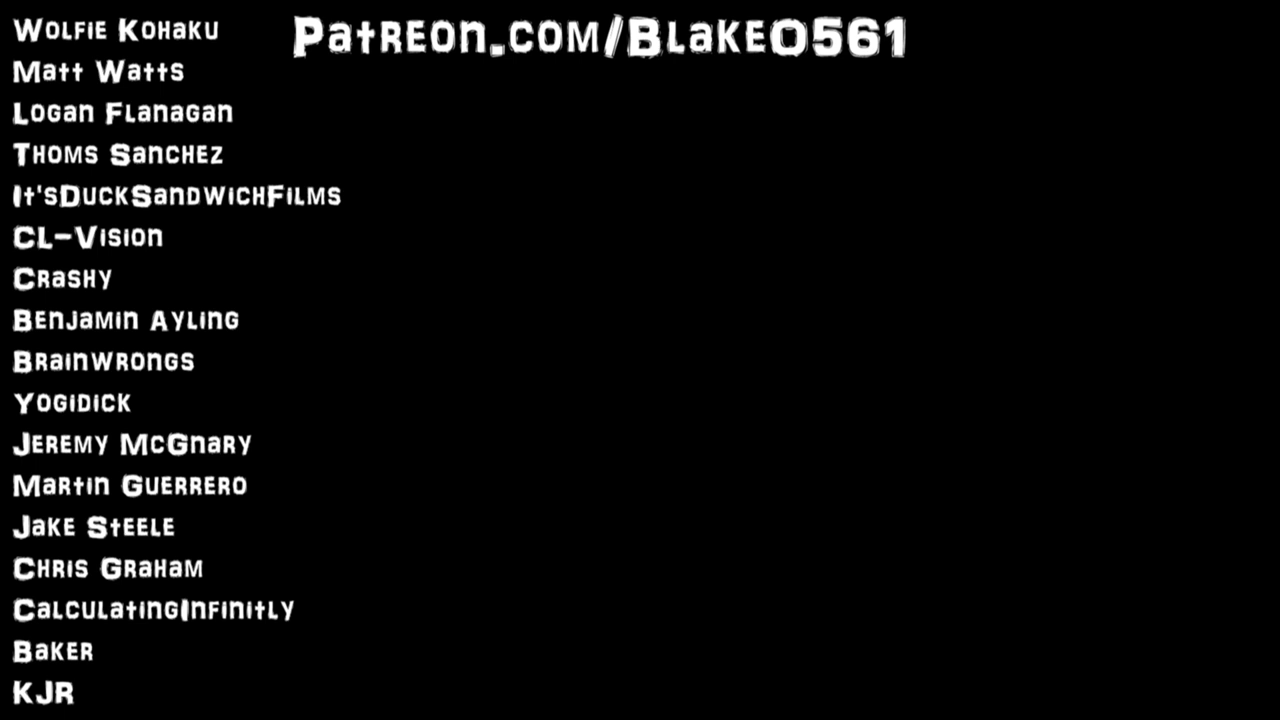 Patreon.com/Blake0561
Wolfie Kohaku
Matt Watts
Logan Flanagan
Thoms Sanchez
It'sDuckSandwichFilms
CL-Vision
Crashy
Benjamin Ayling
Brainwrongs
Yogidick
Jeremy McGnary
Martin Guerrero
Jake Steele
Chris Graham
CalculatingInfinitly
Baker
KJR